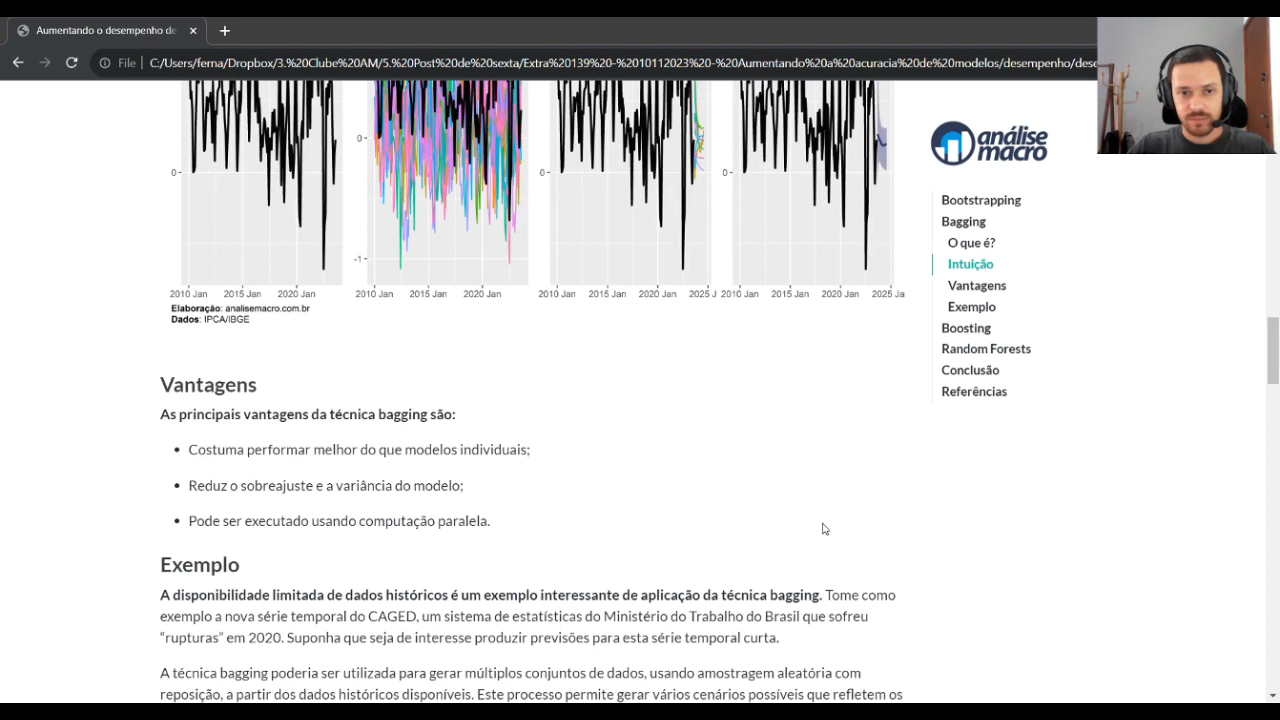 Aumentando o desempenho de
File
C:/Users/ferna/Dropbox/3.%20Clube%20AM/5.%20Post%20de%20sexta/Extra%20139%20-%2010112023%20-%20Aumentando%20a%20acuracia%20de%20modelos/desempenho/dese
0
0
-1
0
0
2010 Jan 2015 Jan 2020 Jan
2010 Jan 2015 Jan 2020 Jan
2010 Jan 2015 Jan 2020 Jan 2025 J
2010 Jan 2015 Jan 2020 Jan 2025 Ja
Elaboração: analisemacro.com.br
Dados: IPCA/IBGE
Vantagens
As principais vantagens da técnica bagging são:
• Costuma performar melhor do que modelos individuais;
• Reduz o sobreajuste e a variância do modelo;
• Pode ser executado usando computação paralela.
Exemplo
A disponibilidade limitada de dados históricos é um exemplo interessante de aplicação da técnica bagging. Tome como
exemplo a nova série temporal do CAGED, um sistema de estatísticas do Ministério do Trabalho do Brasil que sofreu
“rupturas” em 2020. Suponha que seja de interesse produzir previsões para esta série temporal curta.
A técnica bagging poderia ser utilizada para gerar múltiplos conjuntos de dados, usando amostragem aleatória com
reposição, a partir dos dados históricos disponíveis. Este processo permite gerar vários cenários possíveis que refletem os
análise
macro
Bootstrapping
Bagging
O que é?
Intuição
Vantagens
Exemplo
Boosting
Random Forests
Conclusão
Referências